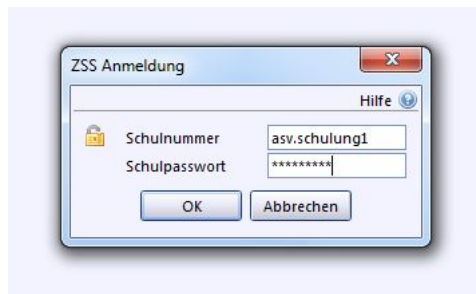 ZSS Anmeldung
Hilfe
Schulnummer asv.schulung1
Schulpasswort *********
OK Abbrechen